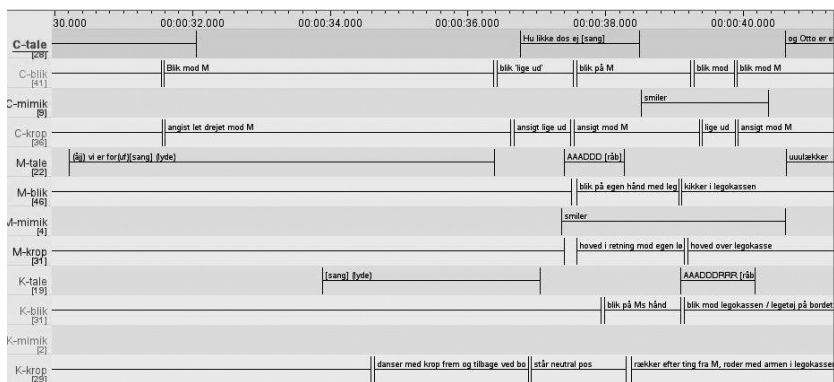 30.000 00:00:32.000 00:00:34.000 00:00:36.000 00:00:38.000 00:00:40.000
C-tale Hu likke dos ej [sang] og Otto er e
[28]
C-blik Blik mod M blik 'lige ud' blik på M blik mod blik mod M
[41]
C-mimik smiler
[9]
C-krop angist let drejet mod M ansigt lige ud ansigt mod M lige ud ansigt mod M
[36]
M-tale (åjj) vi er for(uf)[sang] (lyde) AAADDD [råb] uuulækker
[22]
M-blik blik på egen hånd med leg kikker i legokassen
[46]
M-mimik smiler
[4]
M-krop hoved i retning mod egen lø hoved over legokasse
[31]
K-tale [sang] (lyde) AAADDDRRR [råb
[19]
K-blik blik på Ms hånd blik mod legokassen / legetøj på bordet
[31]
K-mimik
[2]
K-krop danser med krop frem og tilbage ved bo står neutral pos rækker efter ting fra M, roder med armen i legokassen
[29]